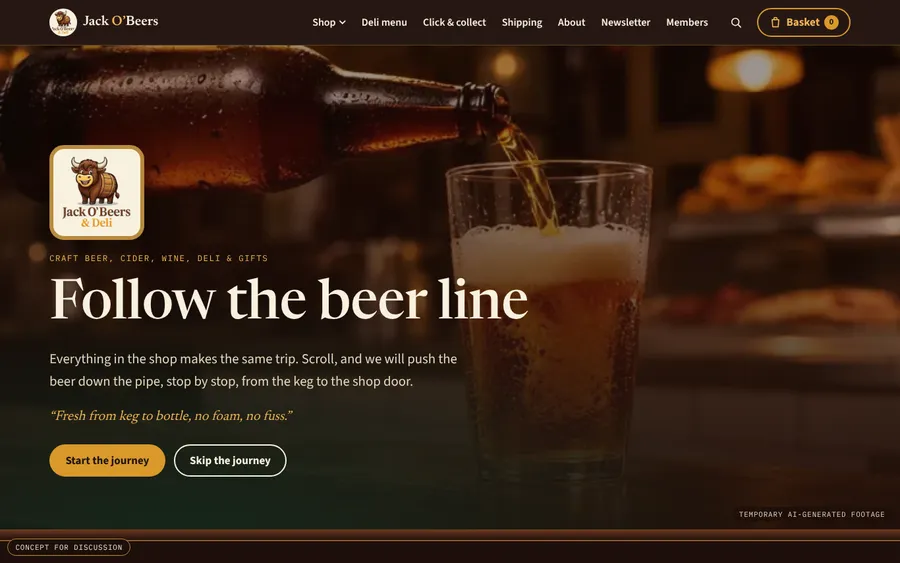 Jack O’Beers
Shop
Deli menu
Click & collect
Shipping
About
Newsletter
Members
Basket 0
Jack O’Beers
& Deli
CRAFT BEER, CIDER, WINE, DELI & GIFTS
Follow the beer line
Everything in the shop makes the same trip. Scroll, and we will push the
beer down the pipe, stop by stop, from the keg to the shop door.
“Fresh from keg to bottle, no foam, no fuss.”
Start the journey
Skip the journey
TEMPORARY AI-GENERATED FOOTAGE
CONCEPT FOR DISCUSSION